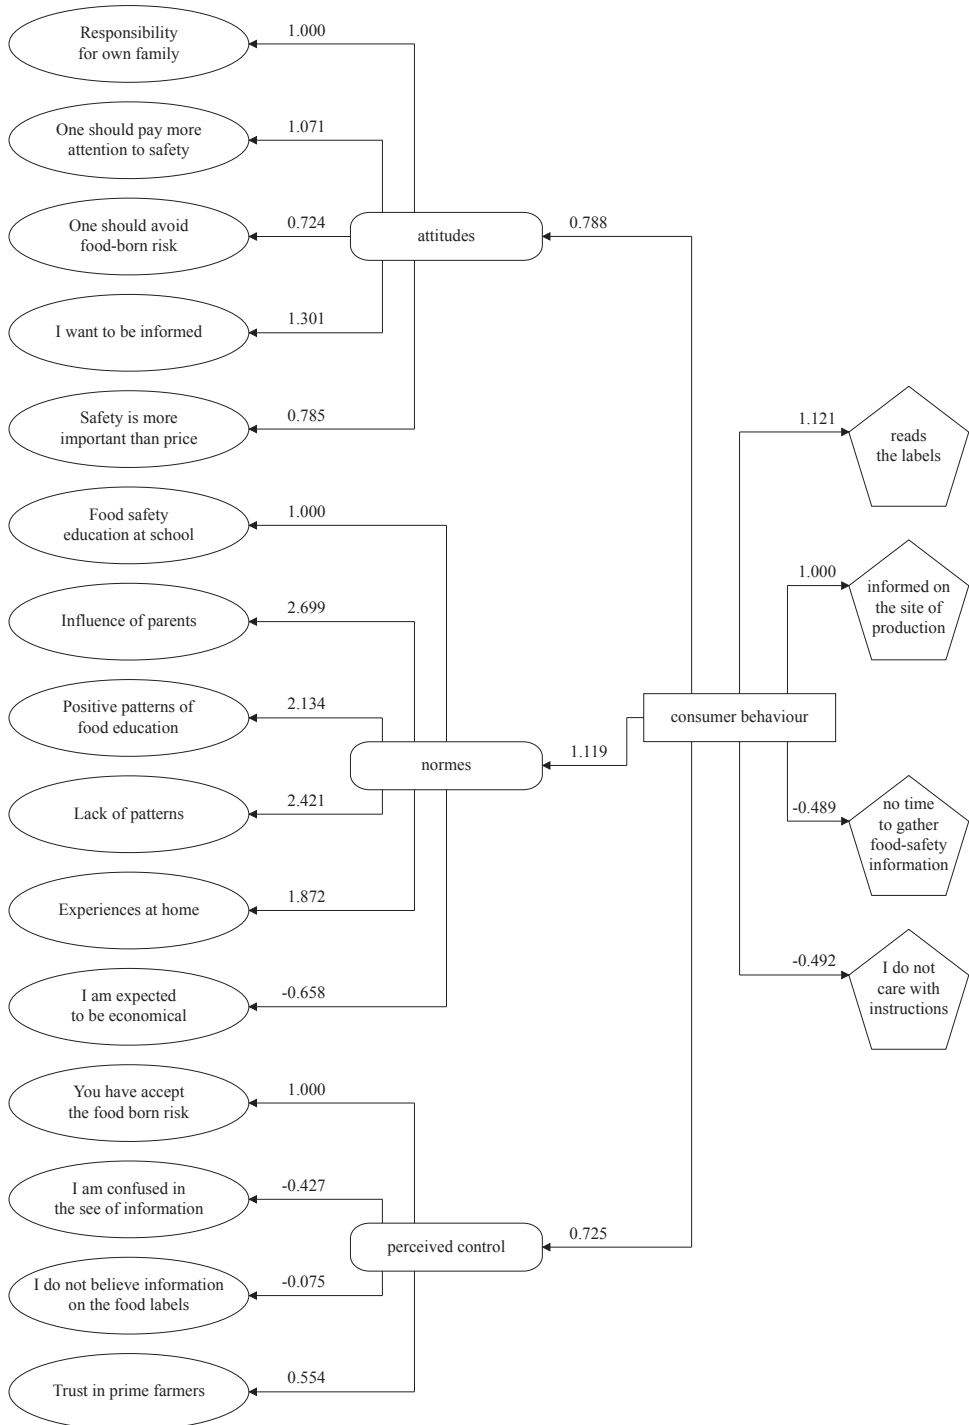 Responsibility
for own family
1.000
One should pay more
attention to safety
1.071
One should avoid
food-born risk
0.724
attitudes
0.788
I want to be informed
1.301
Safety is more
important than price
0.785
reads
the labels
1.121
Food safety
education at school
1.000
informed on
the site of
production
1.000
Influence of parents
2.699
Positive patterns of
food education
2.134
consumer behaviour
normes
1.119
Lack of patterns
2.421
no time
to gather
food-safety
information
-0.489
Experiences at home
1.872
I am expected
to be economical
-0.658
I do not
care with
instructions
-0.492
You have accept
the food born risk
1.000
I am confused in
the see of information
-0.427
perceived control
0.725
I do not believe information
on the food labels
-0.075
Trust in prime farmers
0.554